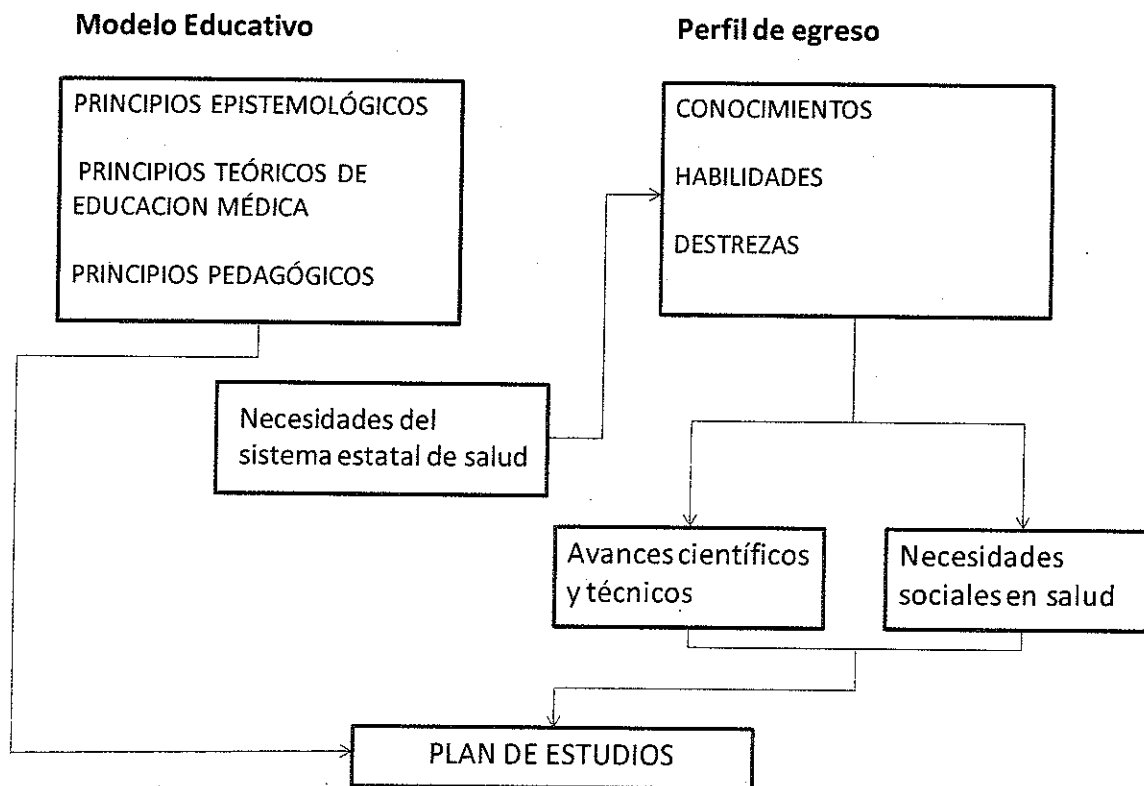 Modelo Educativo
PRINCIPIOS EPISTEMOLÓGICOS
PRINCIPIOS TEÓRICOS DE
EDUCACION MÉDICA
PRINCIPIOS PEDAGÓGICOS
Perfil de egreso
CONOCIMIENTOS
HABILIDADES
DESTREZAS
Necesidades del
sistema estatal de salud
Avances científicos
y técnicos
Necesidades
sociales en salud
PLAN DE ESTUDIOS